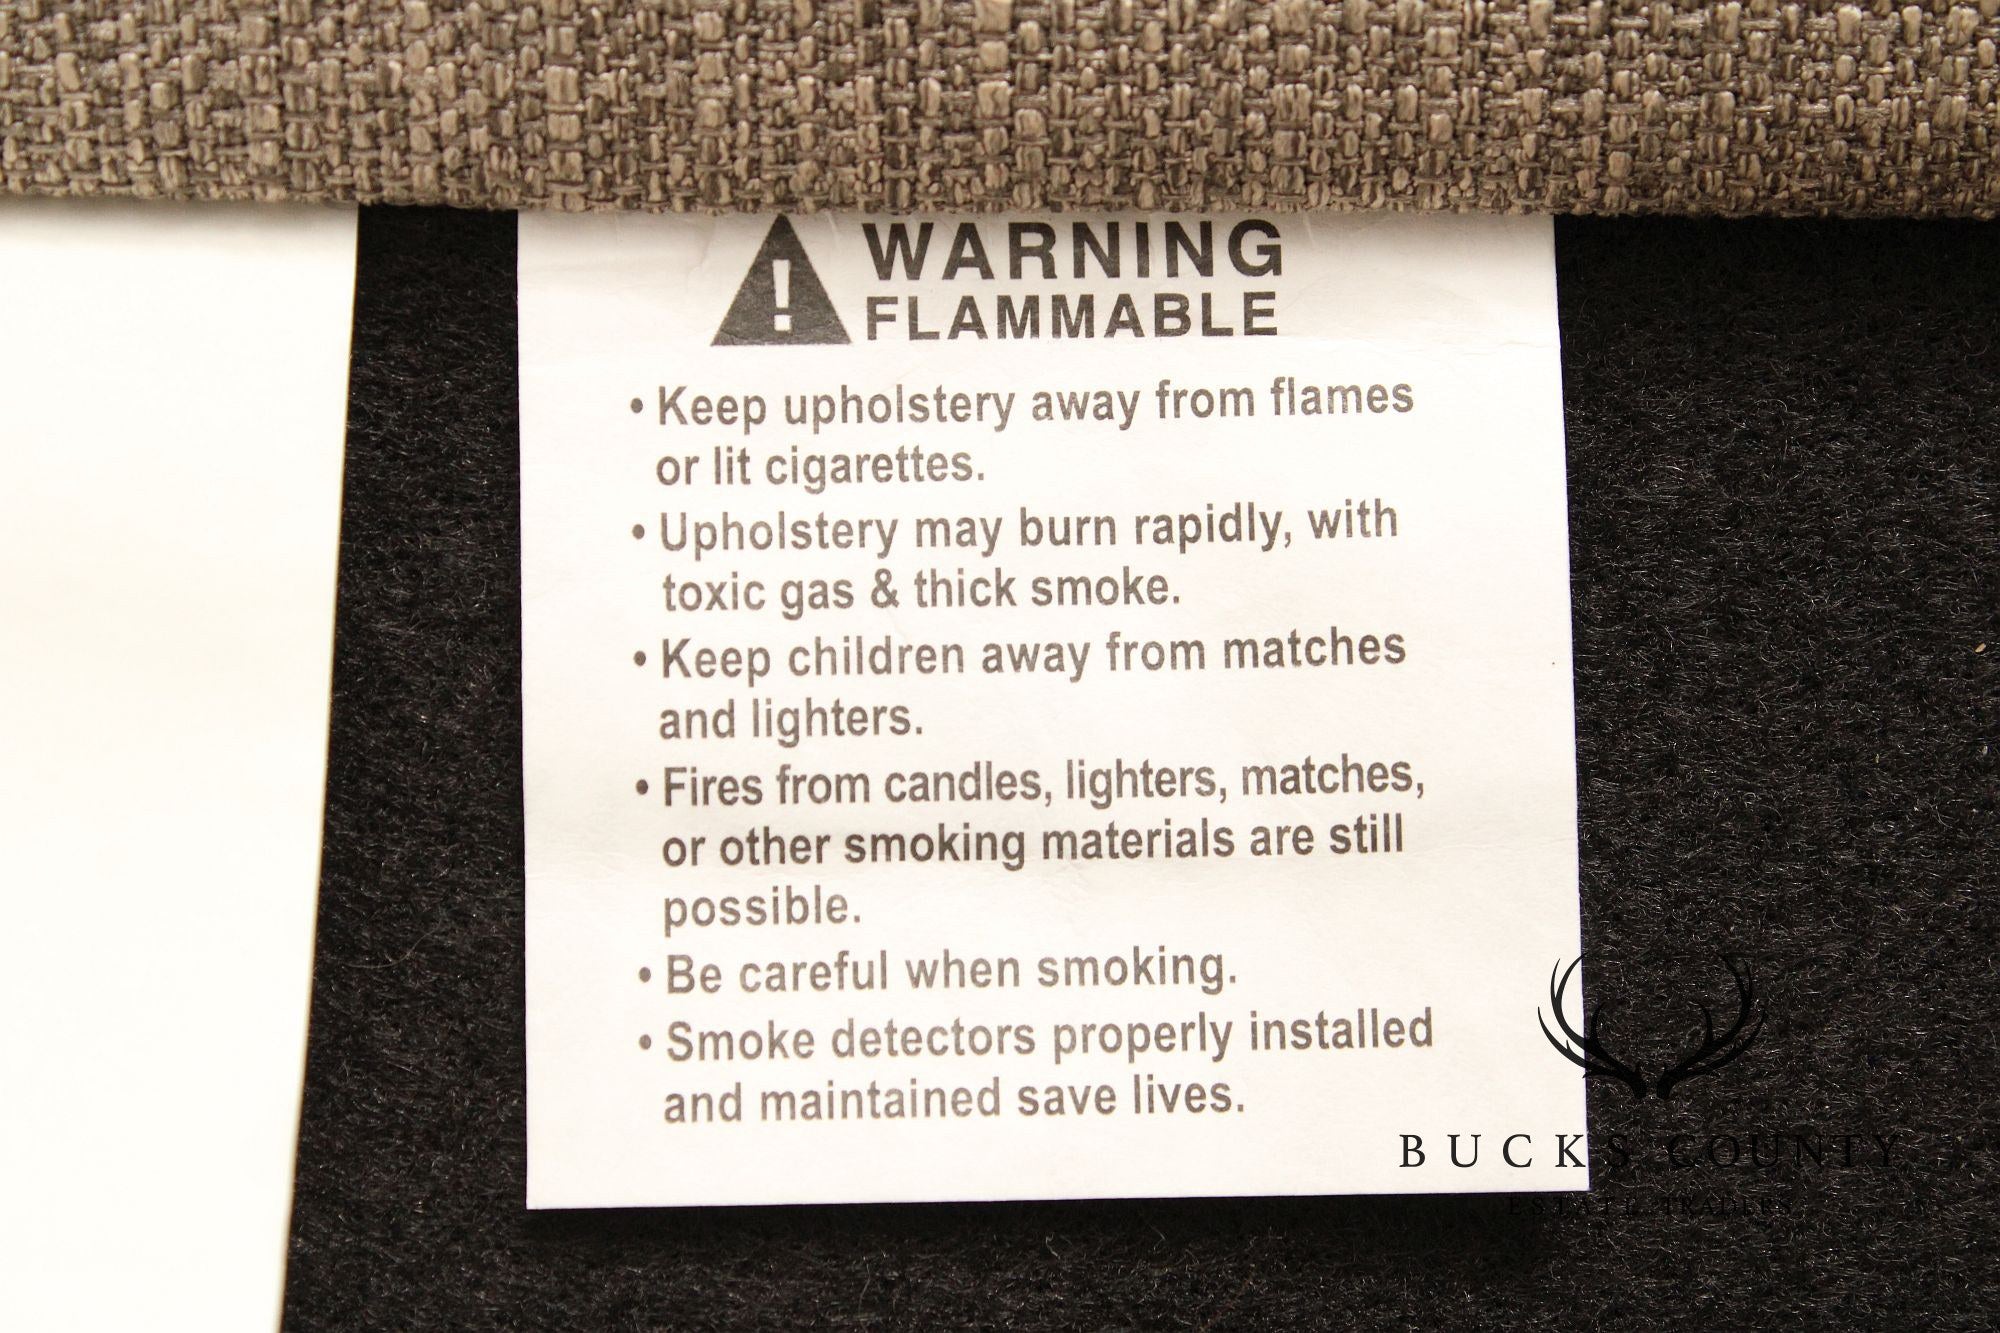 ! WARNING
FLAMMABLE
• Keep upholstery away from flames
or lit cigarettes.
• Upholstery may burn rapidly, with
toxic gas & thick smoke.
• Keep children away from matches
and lighters.
• Fires from candles, lighters, matches,
or other smoking materials are still
possible.
• Be careful when smoking.
• Smoke detectors properly installed
and maintained save lives.
BUCKS COUNTY
ESTATE TRADERS